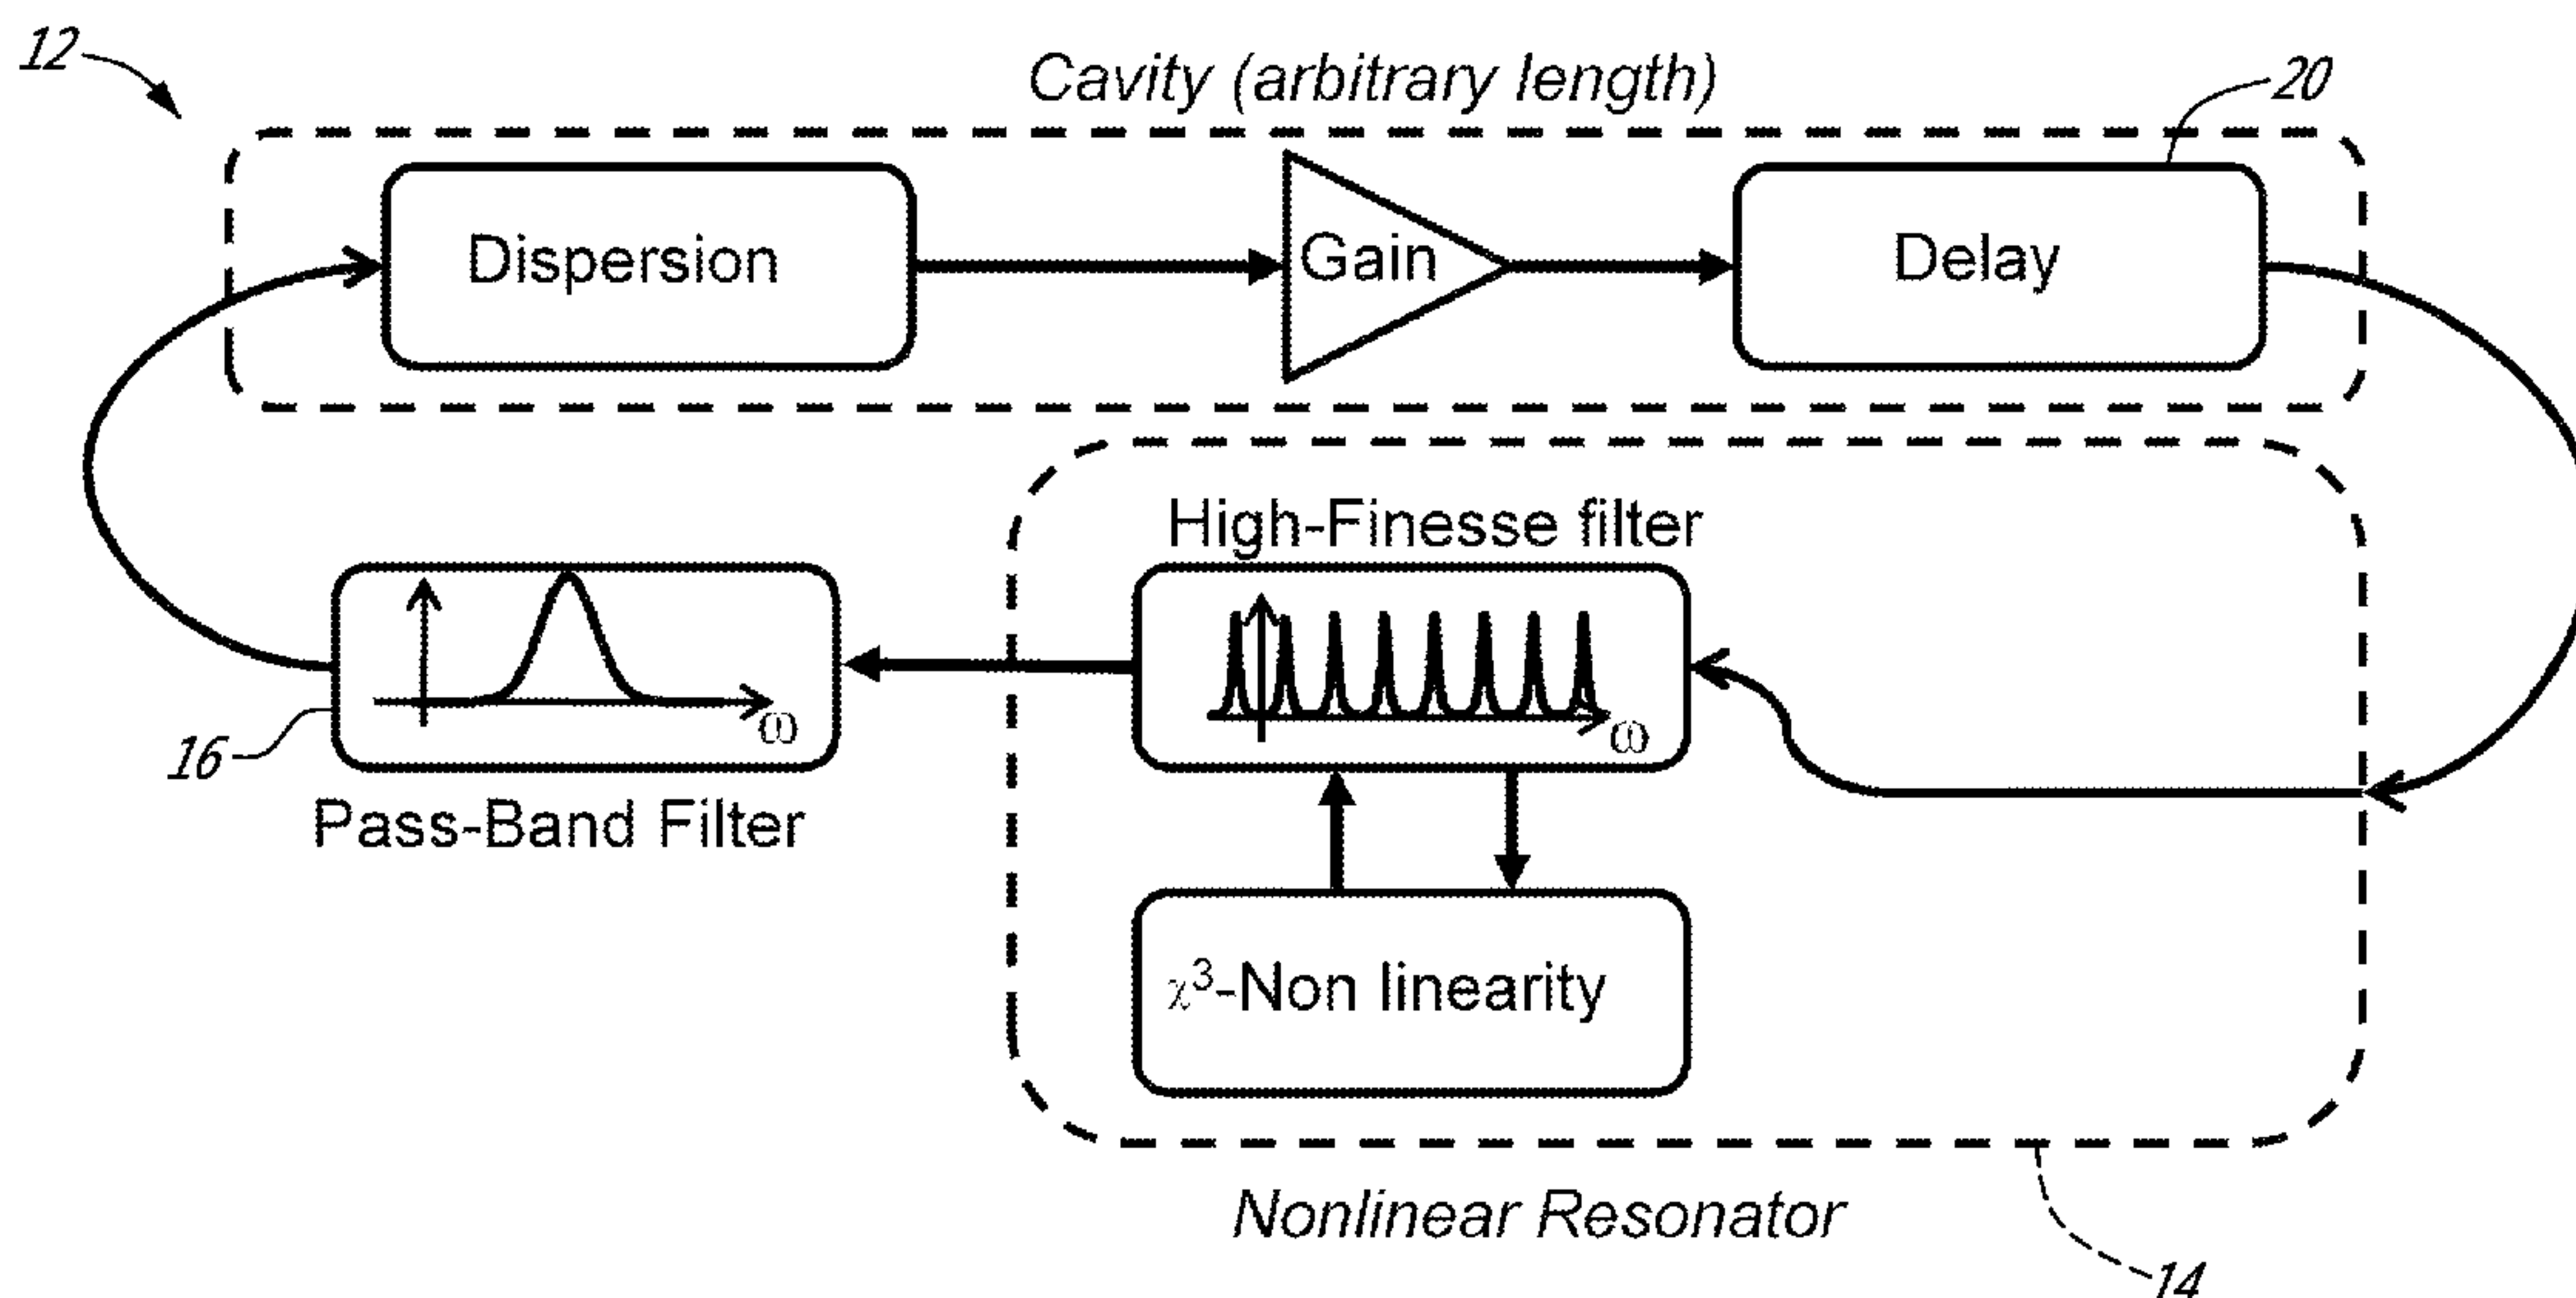 12
Cavity (arbitrary length)
20
Dispersion
Gain
Delay
High-Finesse filter
ω
ω
16
Pass-Band Filter
χ³-Non linearity
Nonlinear Resonator
14